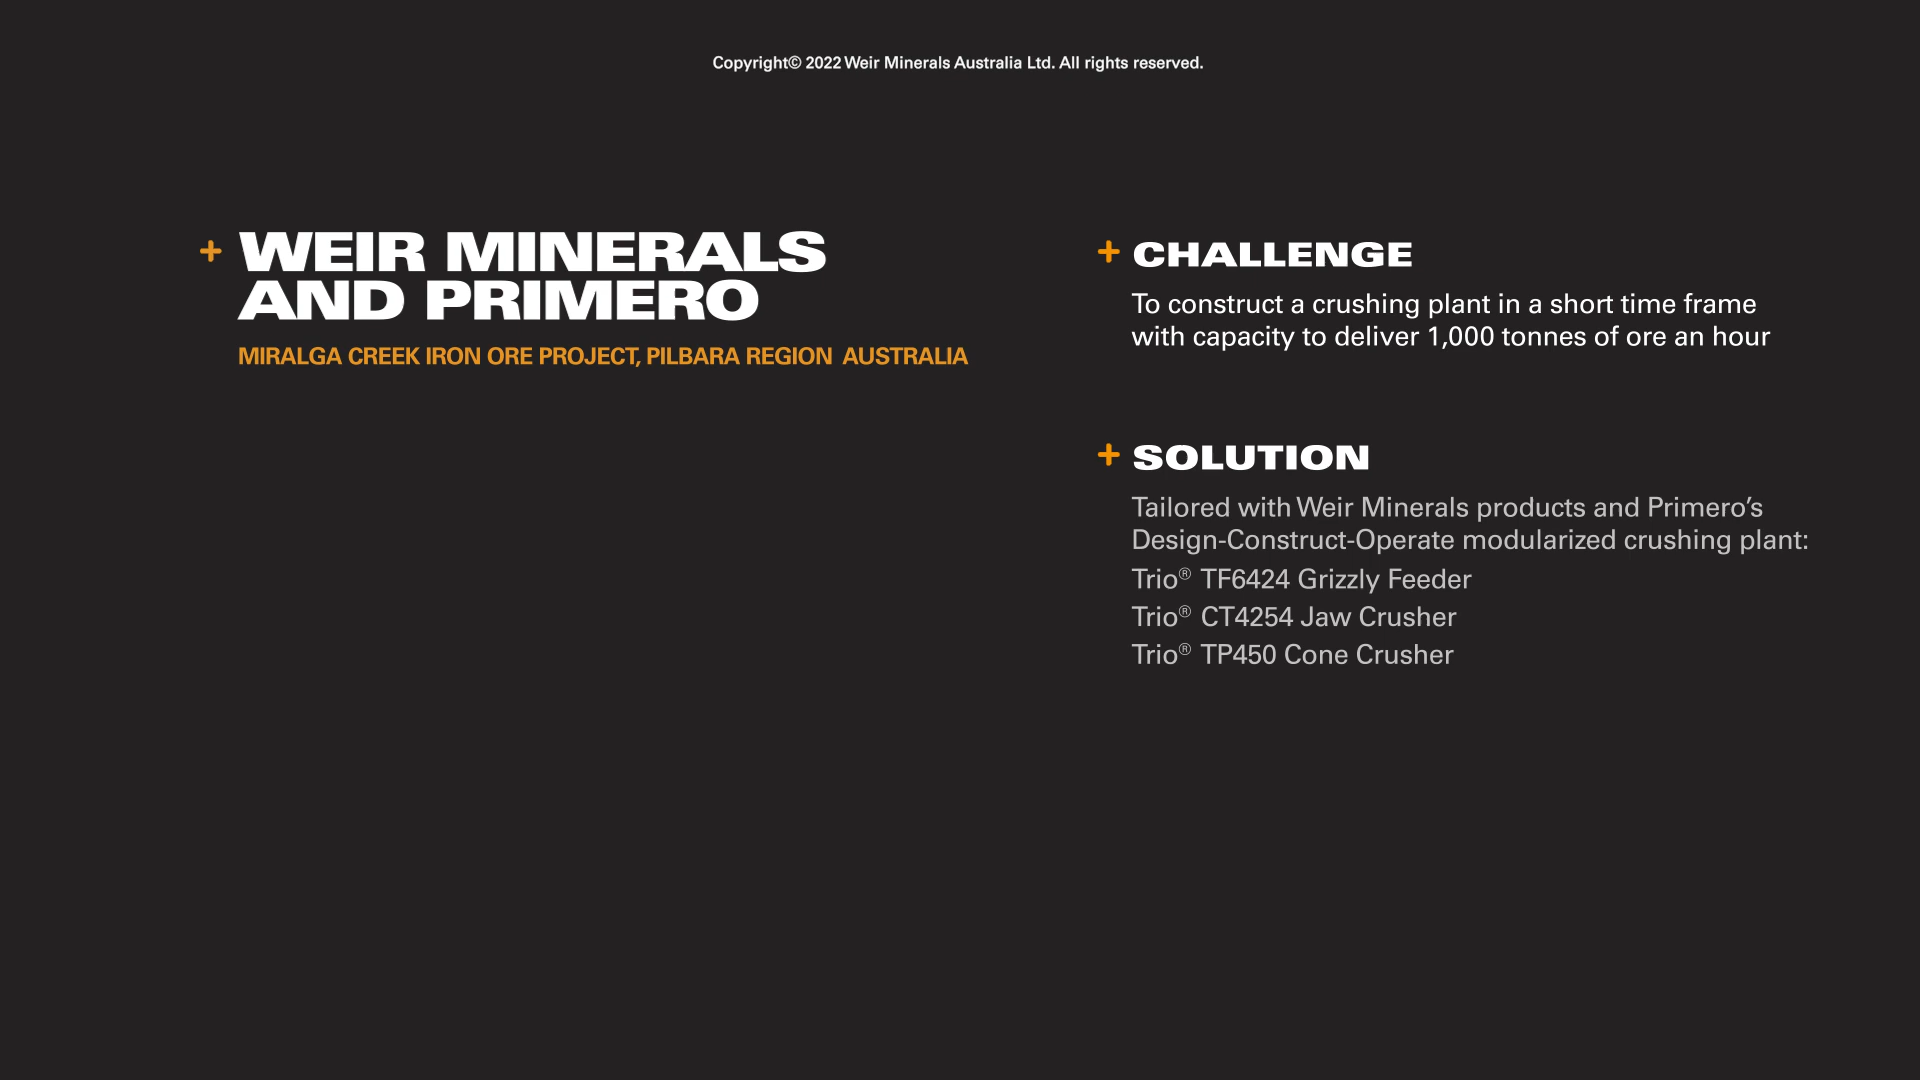 Copyright© 2022 Weir Minerals Australia Ltd. All rights reserved.
+ WEIR MINERALS
AND PRIMERO
MIRALGA CREEK IRON ORE PROJECT, PILBARA REGION AUSTRALIA
+ CHALLENGE
To construct a crushing plant in a short time frame
with capacity to deliver 1,000 tonnes of ore an hour
+ SOLUTION
Tailored with Weir Minerals products and Primero’s
Design-Construct-Operate modularized crushing plant:
Trio® TF6424 Grizzly Feeder
Trio® CT4254 Jaw Crusher
Trio® TP450 Cone Crusher